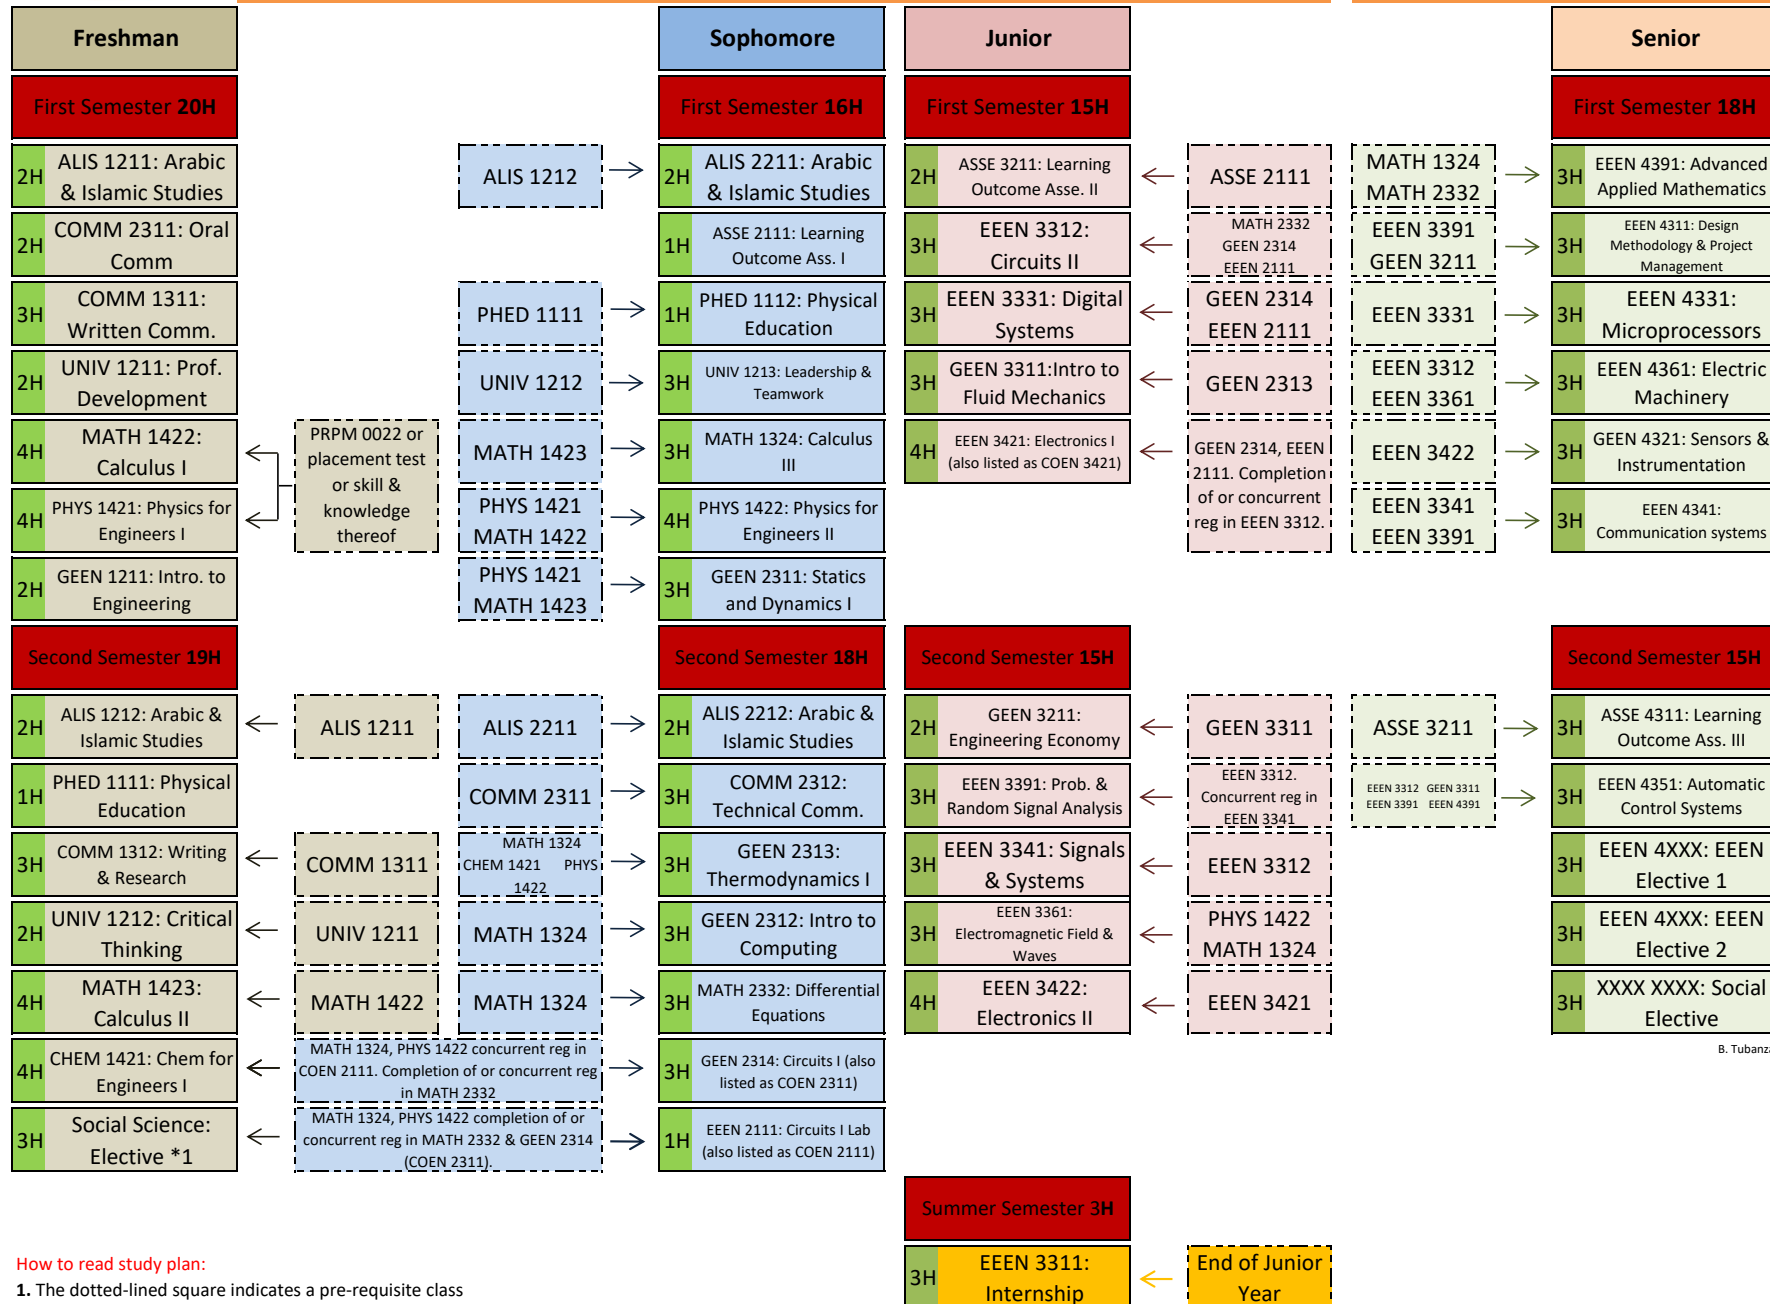 Freshman
Sophomore
Junior
Senior
First Semester 20H
First Semester 16H
First Semester 15H
First Semester 18H
2H
ALIS 1211: Arabic
& Islamic Studies
ALIS 1212
2H
ALIS 2211: Arabic
& Islamic Studies
2H
ASSE 3211: Learning
Outcome Asse. II
ASSE 2111
MATH 1324
MATH 2332
3H
EEEN 4391: Advanced
Applied Mathematics
2H
COMM 2311: Oral
Comm
1H
ASSE 2111: Learning
Outcome Ass. I
3H
EEEN 3312:
Circuits II
MATH 2332
GEEN 2314
EEEN 2111
EEEN 3391
GEEN 3211
3H
EEEN 4311: Design
Methodology & Project
Management
3H
COMM 1311:
Written Comm.
PHED 1111
1H
PHED 1112: Physical
Education
3H
EEEN 3331: Digital
Systems
GEEN 2314
EEEN 2111
EEEN 3331
3H
EEEN 4331:
Microprocessors
2H
UNIV 1211: Prof.
Development
UNIV 1212
3H
UNIV 1213: Leadership &
Teamwork
3H
GEEN 3311:Intro to
Fluid Mechanics
GEEN 2313
EEEN 3312
EEEN 3361
3H
EEEN 4361: Electric
Machinery
4H
MATH 1422:
Calculus I
PRPM 0022 or
placement test
or skill &
knowledge
thereof
MATH 1423
3H
MATH 1324: Calculus
III
4H
EEEN 3421: Electronics I
(also listed as COEN 3421)
GEEN 2314, EEEN
2111. Completion
of or concurrent
reg in EEEN 3312.
EEEN 3422
3H
GEEN 4321: Sensors &
Instrumentation
4H
PHYS 1421: Physics for
Engineers I
PHYS 1421
MATH 1422
4H
PHYS 1422: Physics for
Engineers II
EEEN 3341
EEEN 3391
3H
EEEN 4341:
Communication systems
2H
GEEN 1211: Intro. to
Engineering
PHYS 1421
MATH 1423
3H
GEEN 2311: Statics
and Dynamics I
Second Semester 19H
Second Semester 18H
Second Semester 15H
Second Semester 15H
2H
ALIS 1212: Arabic &
Islamic Studies
ALIS 1211
ALIS 2211
2H
ALIS 2212: Arabic &
Islamic Studies
2H
GEEN 3211:
Engineering Economy
GEEN 3311
ASSE 3211
3H
ASSE 4311: Learning
Outcome Ass. III
1H
PHED 1111: Physical
Education
COMM 2311
3H
COMM 2312:
Technical Comm.
3H
EEEN 3391: Prob. &
Random Signal Analysis
EEEN 3312.
Concurrent reg in
EEEN 3341
EEEN 3312 GEEN 3311
EEEN 3391 EEEN 4391
3H
EEEN 4351: Automatic
Control Systems
3H
COMM 1312: Writing
& Research
COMM 1311
MATH 1324
CHEM 1421 PHYS
1422
3H
GEEN 2313:
Thermodynamics I
3H
EEEN 3341: Signals
& Systems
EEEN 3312
3H
EEEN 4XXX: EEEN
Elective 1
2H
UNIV 1212: Critical
Thinking
UNIV 1211
MATH 1324
3H
GEEN 2312: Intro to
Computing
3H
EEEN 3361:
Electromagnetic Field &
Waves
PHYS 1422
MATH 1324
3H
EEEN 4XXX: EEEN
Elective 2
4H
MATH 1423:
Calculus II
MATH 1422
MATH 1324
3H
MATH 2332: Differential
Equations
4H
EEEN 3422:
Electronics II
EEEN 3421
3H
XXXX XXXX: Social
Elective
4H
CHEM 1421: Chem for
Engineers I
MATH 1324, PHYS 1422 concurrent reg in
COEN 2111. Completion of or concurrent reg
in MATH 2332
3H
GEEN 2314: Circuits I (also
listed as COEN 2311)
B. Tubanza
3H
Social Science:
Elective *1
MATH 1324, PHYS 1422 completion of or
concurrent reg in MATH 2332 & GEEN 2314
(COEN 2311).
1H
EEEN 2111: Circuits I Lab
(also listed as COEN 2111)
Summer Semester 3H
3H
EEEN 3311:
Internship
End of Junior
Year
How to read study plan:
1. The dotted-lined square indicates a pre-requisite class